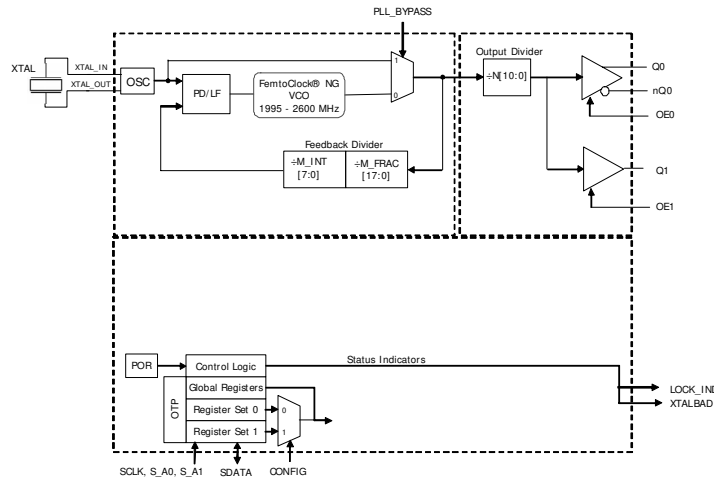 PLL_BYPASS
XTAL
XTAL_IN
XTAL_OUT
OSC
PD/LF
FemtoClock® NG
VCO
1995 - 2600 MHz
1
0
Output Divider
÷N[10:0]
Q0
nQ0
OE0
Feedback Divider
÷M_INT
[7:0]
÷M_FRAC
[17:0]
Q1
OE1
POR
Control Logic
Status Indicators
OTP
Global Registers
Register Set 0
0
Register Set 1
1
LOCK_IND
XTALBAD
SCLK, S_A0, S_A1
SDATA
CONFIG